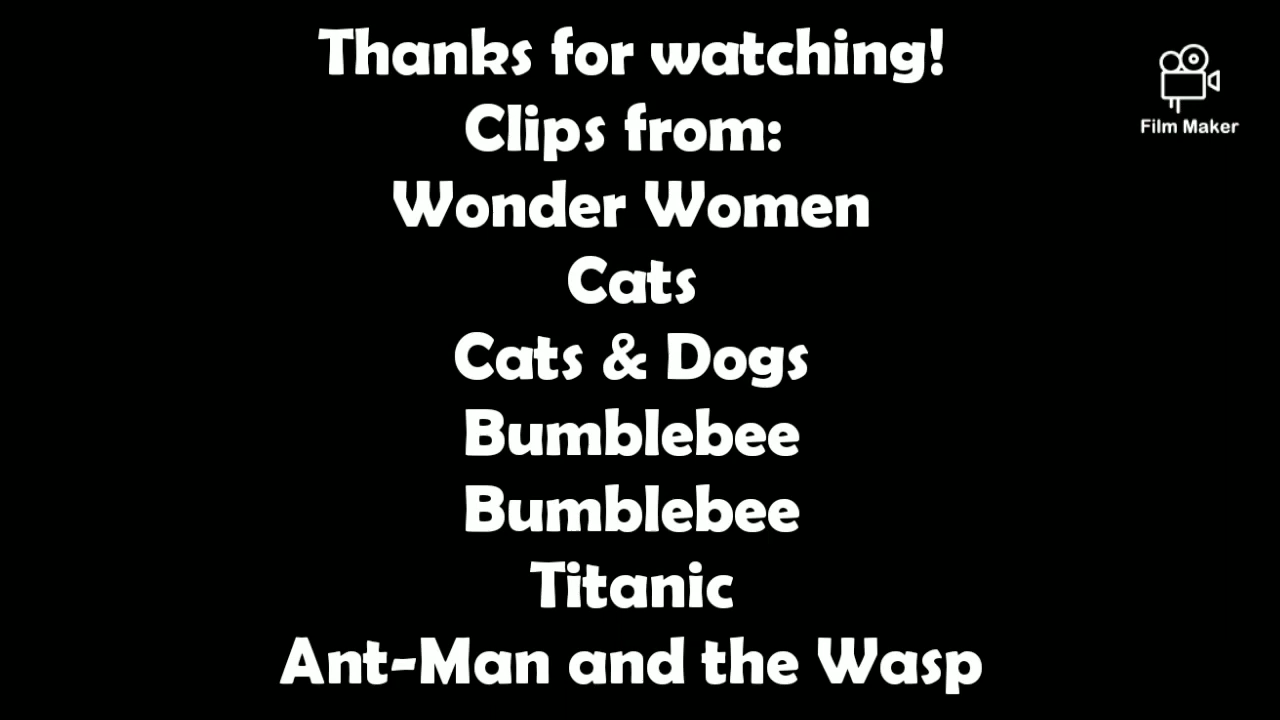 Thanks for watching!
Clips from:
Wonder Women
Cats
Cats & Dogs
Bumblebee
Bumblebee
Titanic
Ant-Man and the Wasp
Film Maker